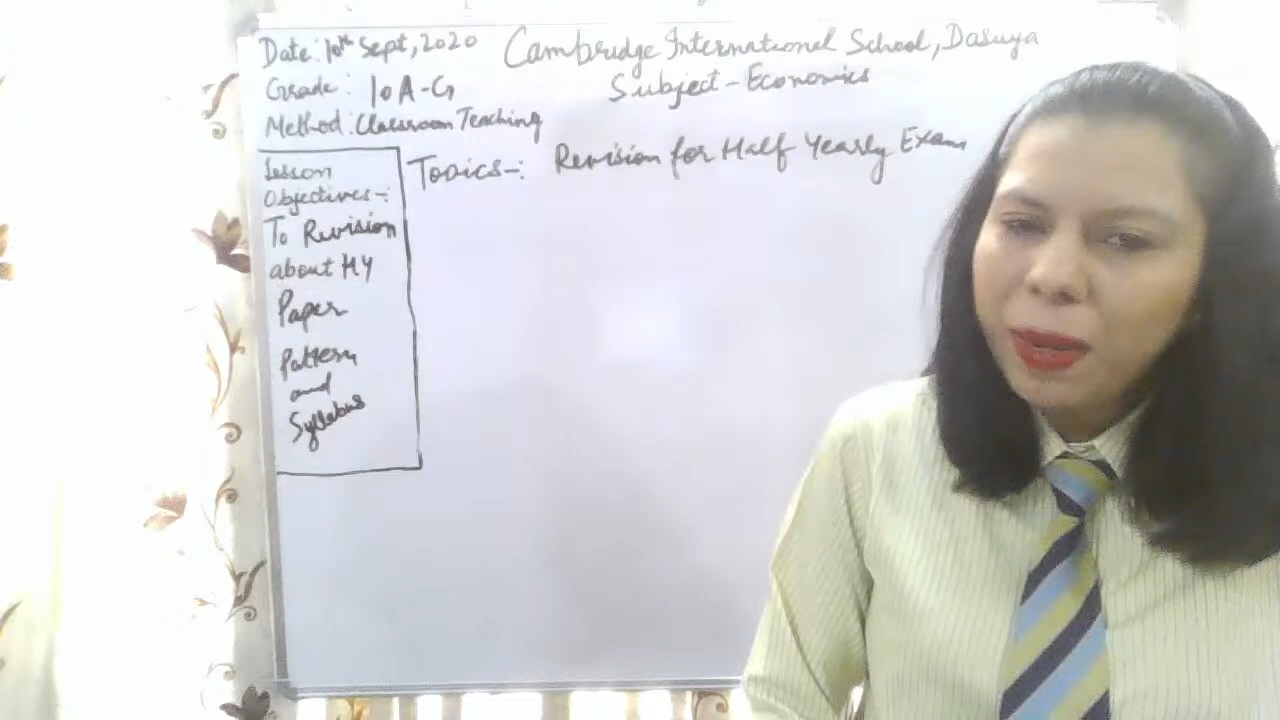 Date: 10th Sept, 2020
Cambridge International School, Dasuya
Grade: 10 A-G
Subject - Economics
Method: Classroom Teaching
Topics-: Revision for Half Yearly Exam
Lesson
Objectives-:
To Revision
about HY
Paper
Pattern
and
Syllebus